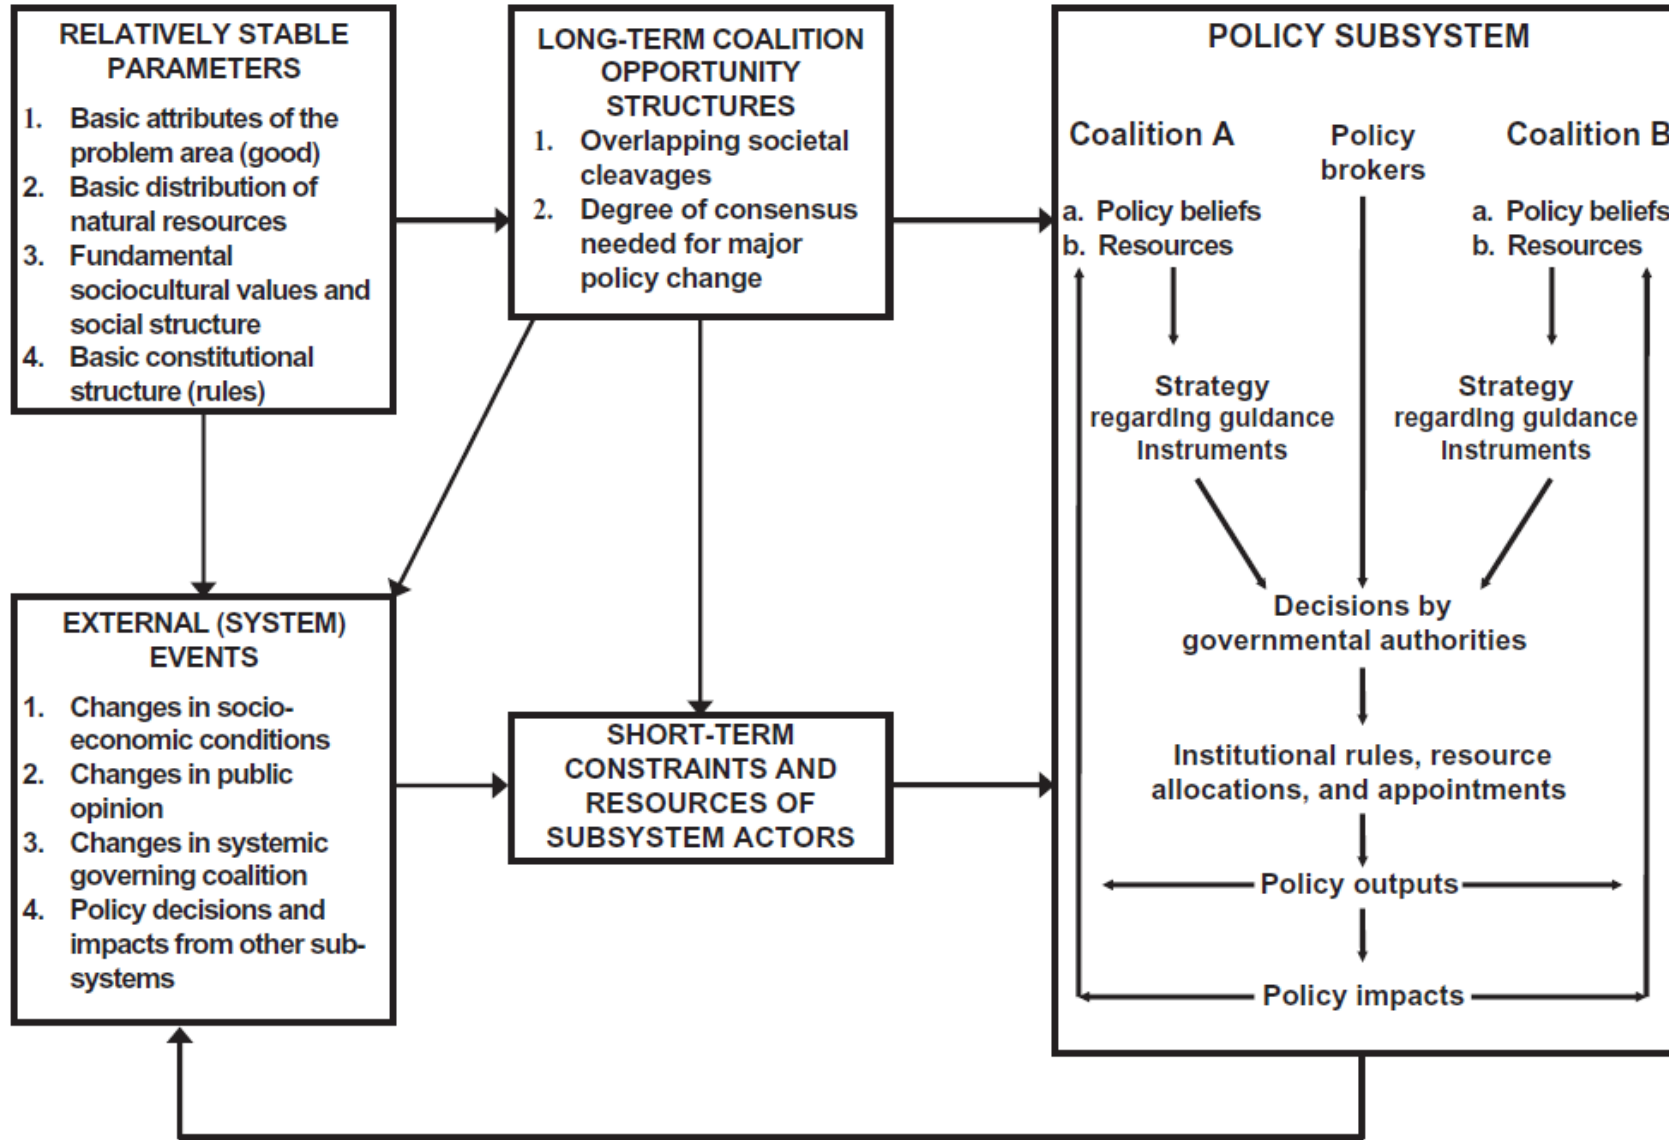 RELATIVELY STABLE
PARAMETERS
1. Basic attributes of the
problem area (good)
2. Basic distribution of
natural resources
3. Fundamental
sociocultural values and
social structure
4. Basic constitutional
structure (rules)
LONG-TERM COALITION
OPPORTUNITY
STRUCTURES
1. Overlapping societal
cleavages
2. Degree of consensus
needed for major
policy change
EXTERNAL (SYSTEM)
EVENTS
1. Changes in socio-
economic conditions
2. Changes in public
opinion
3. Changes in systemic
governing coalition
4. Policy decisions and
impacts from other sub-
systems
SHORT-TERM
CONSTRAINTS AND
RESOURCES OF
SUBSYSTEM ACTORS
POLICY SUBSYSTEM
Coalition A
a. Policy beliefs
b. Resources
Strategy
regarding guidance
Instruments
Policy
brokers
Coalition B
a. Policy beliefs
b. Resources
Strategy
regarding guidance
Instruments
Decisions by
governmental authorities
Institutional rules, resource
allocations, and appointments
Policy outputs
Policy impacts